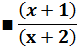 ■ (x + 1) / (x + 2)